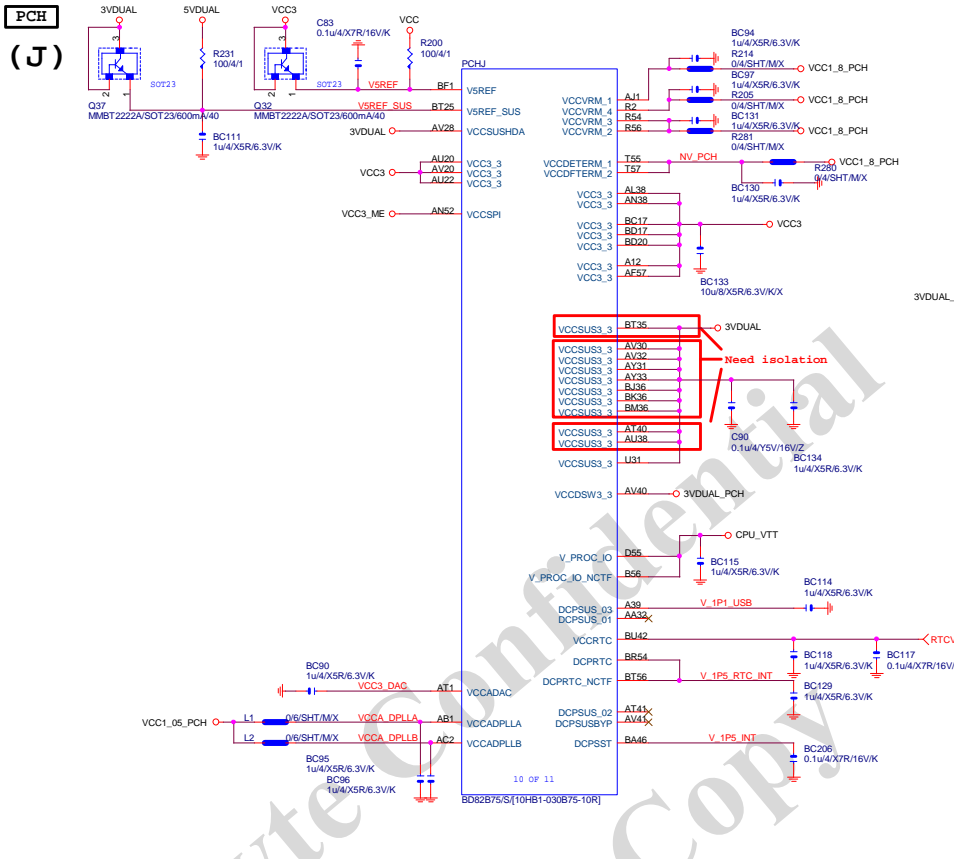 PCH
(J)
3VDUAL
5VDUAL
VCC3
C83
0.1u/4/X7R/16V/K
VCC
R231
100/4/1
R200
100/4/1
SOT23
SOT23
3
2
1
3
2
1
Q37
MMBT2222A/SOT23/600mA/40
Q32
MMBT2222A/SOT23/600mA/40
V5REF
V5REF_SUS
BC111
1u/4/X5R/6.3V/K
3VDUAL
VCC3
VCC3_ME
PCHJ
BF1 V5REF
BT25 V5REF_SUS
AV28 VCCSUSHDA
AU20 VCC3_3
AV20 VCC3_3
AU22 VCC3_3
AN52 VCCSPI
AT1 VCCADAC
AB1 VCCADPLLA
AC2 VCCADPLLB
BC90
1u/4/X5R/6.3V/K
VCC3_DAC
VCC1_05_PCH
L1 0/6/SHT/M/X VCCA_DPLLA
L2 0/6/SHT/M/X VCCA_DPLLB
BC95
1u/4/X5R/6.3V/K
BC96
1u/4/X5R/6.3V/K
VCCVRM_1 AJ1
VCCVRM_4 R2
VCCVRM_3 R54
VCCVRM_2 R56
BC94
1u/4/X5R/6.3V/K
R214
0/4/SHT/M/X
VCC1_8_PCH
BC97
1u/4/X5R/6.3V/K
R205
0/4/SHT/M/X
VCC1_8_PCH
BC131
1u/4/X5R/6.3V/K
R281
0/4/SHT/M/X
VCC1_8_PCH
VCCDETERM_1 T55
VCCDFTERM_2 T57
NV_PCH
VCC1_8_PCH
R280
0/4/SHT/M/X
BC130
1u/4/X5R/6.3V/K
VCC3_3 AL38
VCC3_3 AN38
VCC3_3 BC17
VCC3_3 BD17
VCC3_3 BD20
VCC3_3 A12
VCC3_3 AF57
VCC3
BC133
10u/8/X5R/6.3V/K/X
3VDUAL_
VCCSUS3_3 BT35
3VDUAL
VCCSUS3_3 AV30
VCCSUS3_3 AV32
VCCSUS3_3 AY31
VCCSUS3_3 AY33
VCCSUS3_3 BJ36
VCCSUS3_3 BK36
VCCSUS3_3 BM36
Need isolation
VCCSUS3_3 AT40
VCCSUS3_3 AU38
VCCSUS3_3 U31
C90
0.1u/4/Y5V/16V/Z
BC134
1u/4/X5R/6.3V/K
VCCDSW3_3 AV40
3VDUAL_PCH
CPU_VTT
V_PROC_IO D55
V_PROC_IO_NCTF B56
BC115
1u/4/X5R/6.3V/K
DCPSUS_03 A39
DCPSUS_01 AA32
V_1P1_USB
BC114
1u/4/X5R/6.3V/K
VCCRTC BU42
RTCV
BC118
1u/4/X5R/6.3V/K
BC117
0.1u/4/X7R/16V/
DCPRTC BR54
DCPRTC_NCTF BT56
V_1P5_RTC_INT
BC129
1u/4/X5R/6.3V/K
DCPSUS_02 AT41
DCPSUSBYP AV41
DCPSST BA46
V_1P5_INT
BC206
0.1u/4/X7R/16V/K
10 OF 11
BD82B75/S/[10HB1-030B75-10R]
yte Confidential
Copy